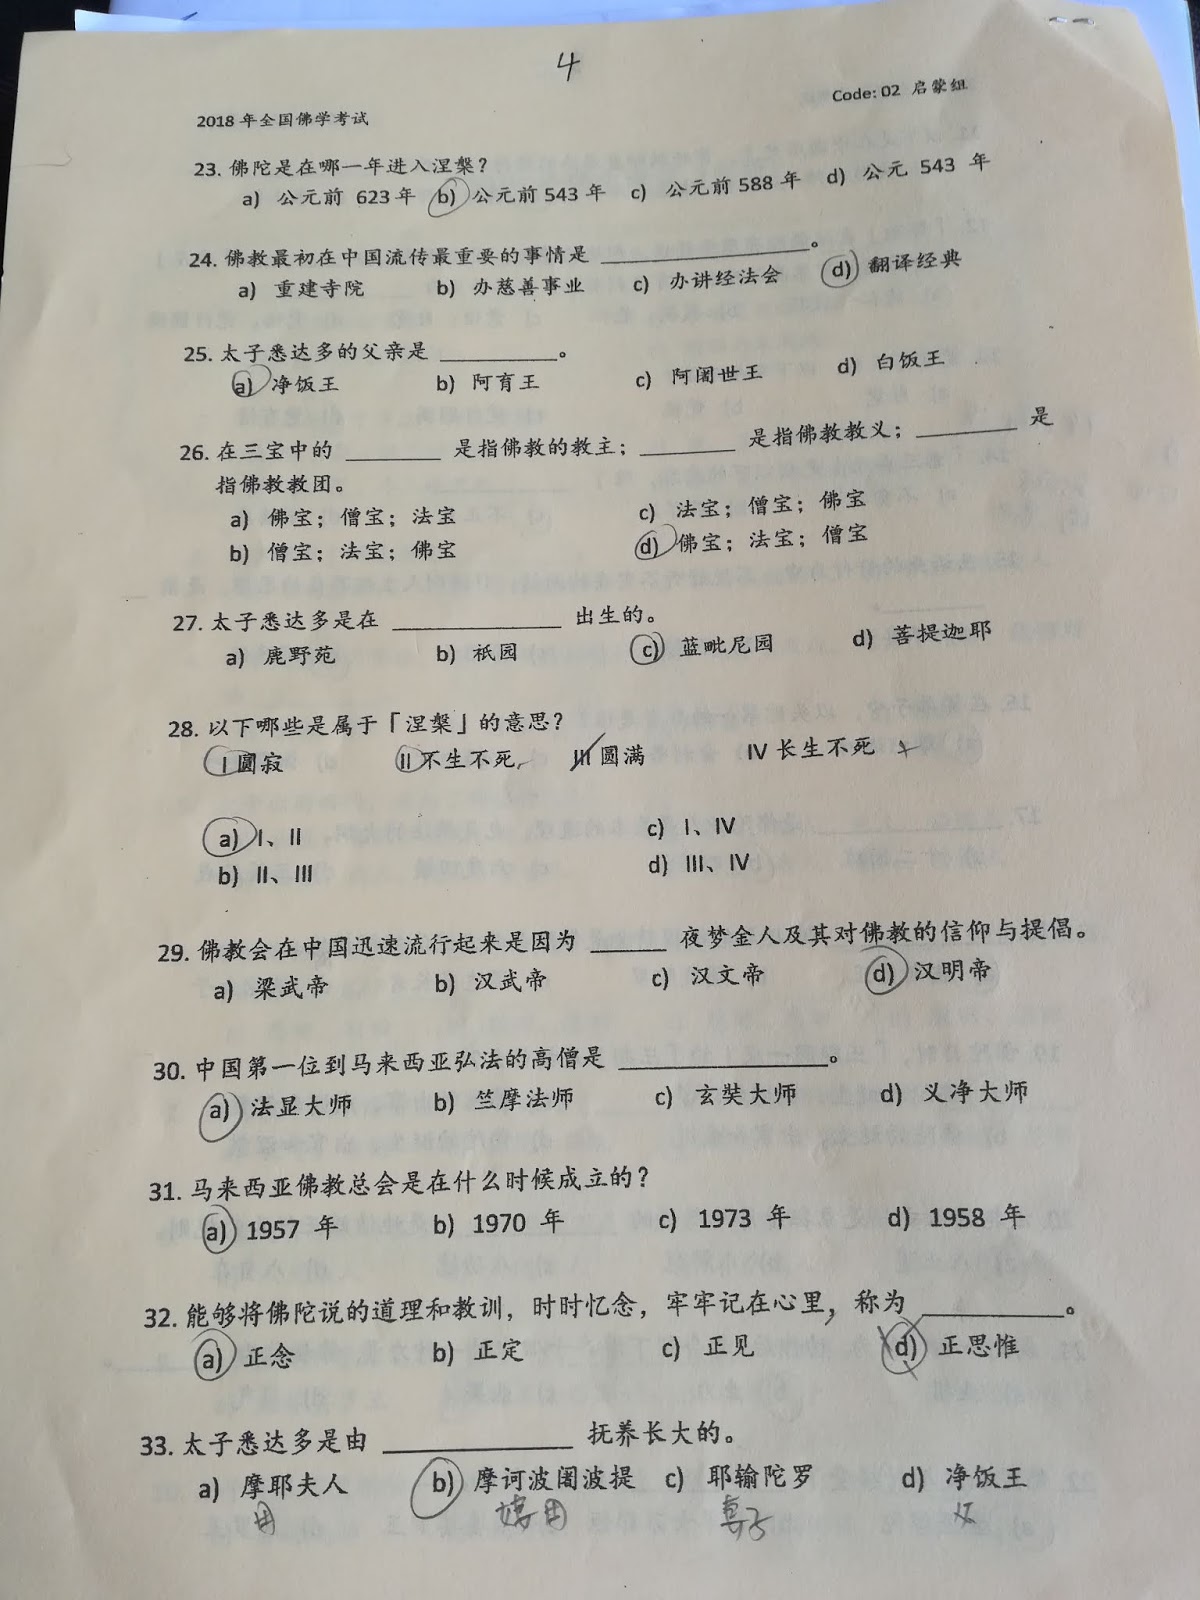 4
Code: 02 启蒙组
2018 年全国佛学考试
23. 佛陀是在哪一年进入涅槃?
a) 公元前 623 年 b) 公元前 543 年 c) 公元前 588 年 d) 公元 543 年
24. 佛教最初在中国流传最重要的事情是 ____________。
a) 重建寺院 b) 办慈善事业 c) 办讲经法会 d) 翻译经典
25. 太子悉达多的父亲是 _________。
a) 净饭王 b) 阿育王 c) 阿阇世王 d) 白饭王
26. 在三宝中的 _______ 是指佛教的教主; _______ 是指佛教教义; ________ 是
指佛教教团。
a) 佛宝; 僧宝; 法宝 c) 法宝; 僧宝; 佛宝
b) 僧宝; 法宝; 佛宝 d) 佛宝; 法宝; 僧宝
27. 太子悉达多是在 _____________ 出生的。
a) 鹿野苑 b) 祇园 c) 蓝毗尼园 d) 菩提迦耶
28. 以下哪些是属于「涅槃」的意思?
I 圆寂 II 不生不死 III 圆满 IV 长生不死
a) I、II c) I、IV
b) II、III d) III、IV
29. 佛教会在中国迅速流行起来是因为 ______ 夜梦金人及其对佛教的信仰与提倡。
a) 梁武帝 b) 汉武帝 c) 汉文帝 d) 汉明帝
30. 中国第一位到马来西亚弘法的高僧是 ________________。
a) 法显大师 b) 竺摩法师 c) 玄奘大师 d) 义净大师
31. 马来西亚佛教总会是在什么时候成立的?
a) 1957 年 b) 1970 年 c) 1973 年 d) 1958 年
32. 能够将佛陀说的道理和教训, 时时忆念, 牢牢记在心里, 称为 ___________。
a) 正念 b) 正定 c) 正见 d) 正思惟
33. 太子悉达多是由 ______________ 抚养长大的。
a) 摩耶夫人 b) 摩诃波阇波提 c) 耶输陀罗 d) 净饭王
母 姨母 妻子 父